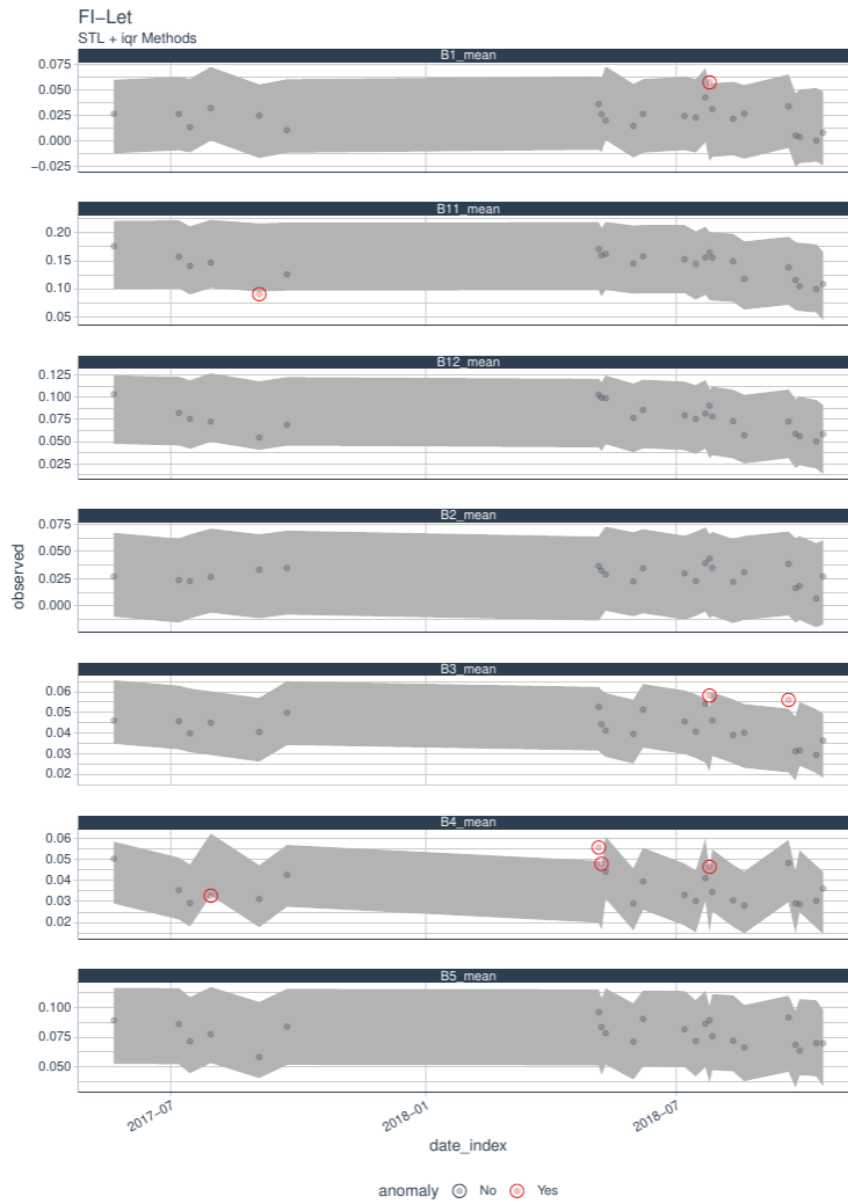 FI−Let
STL + iqr Methods
B1_mean
0.075
0.050
0.025
0.000
−0.025
B11_mean
0.20
0.15
0.10
0.05
B12_mean
0.125
0.100
0.075
0.050
0.025
B2_mean
0.075
0.050
0.025
0.000
observed
B3_mean
0.06
0.05
0.04
0.03
0.02
B4_mean
0.06
0.05
0.04
0.03
0.02
B5_mean
0.100
0.075
0.050
2017−07
2018−01
2018−07
date_index
anomaly No Yes